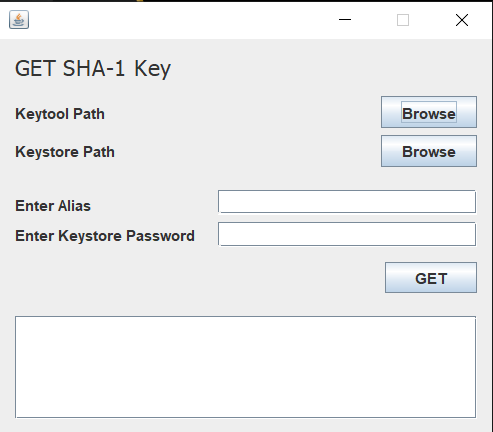 GET SHA-1 Key
Keytool Path Browse
Keystore Path Browse
Enter Alias
Enter Keystore Password
GET